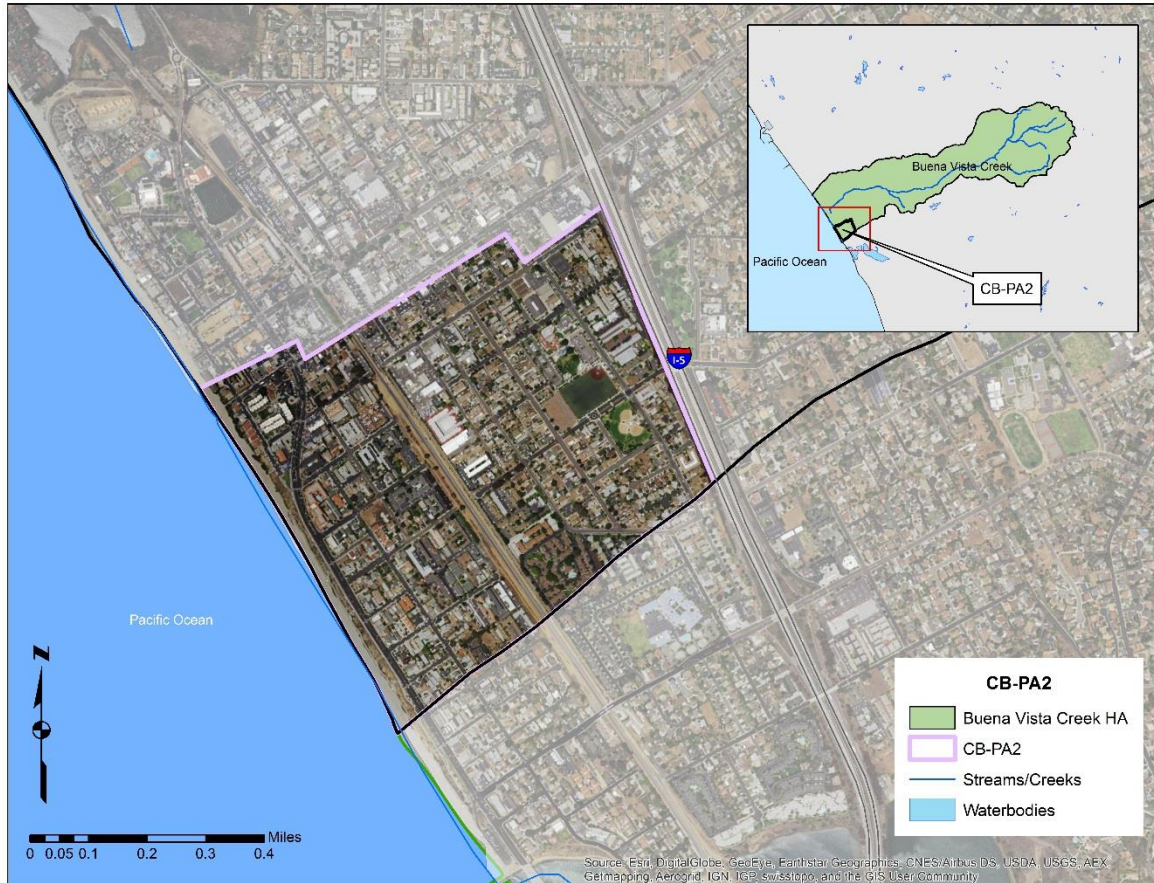 Buena Vista Creek
Pacific Ocean
CB-PA2
I-5
Pacific Ocean
N
0 0.05 0.1 0.2 0.3 0.4
Miles
CB-PA2
Buena Vista Creek HA
CB-PA2
Streams/Creeks
Waterbodies
Source: Esri, DigitalGlobe, GeoEye, Earthstar Geographics, CNES/Airbus DS, USDA, USGS, AEX,
Getmapping, Aerogrid, IGN, IGP, swisstopo, and the GIS User Community